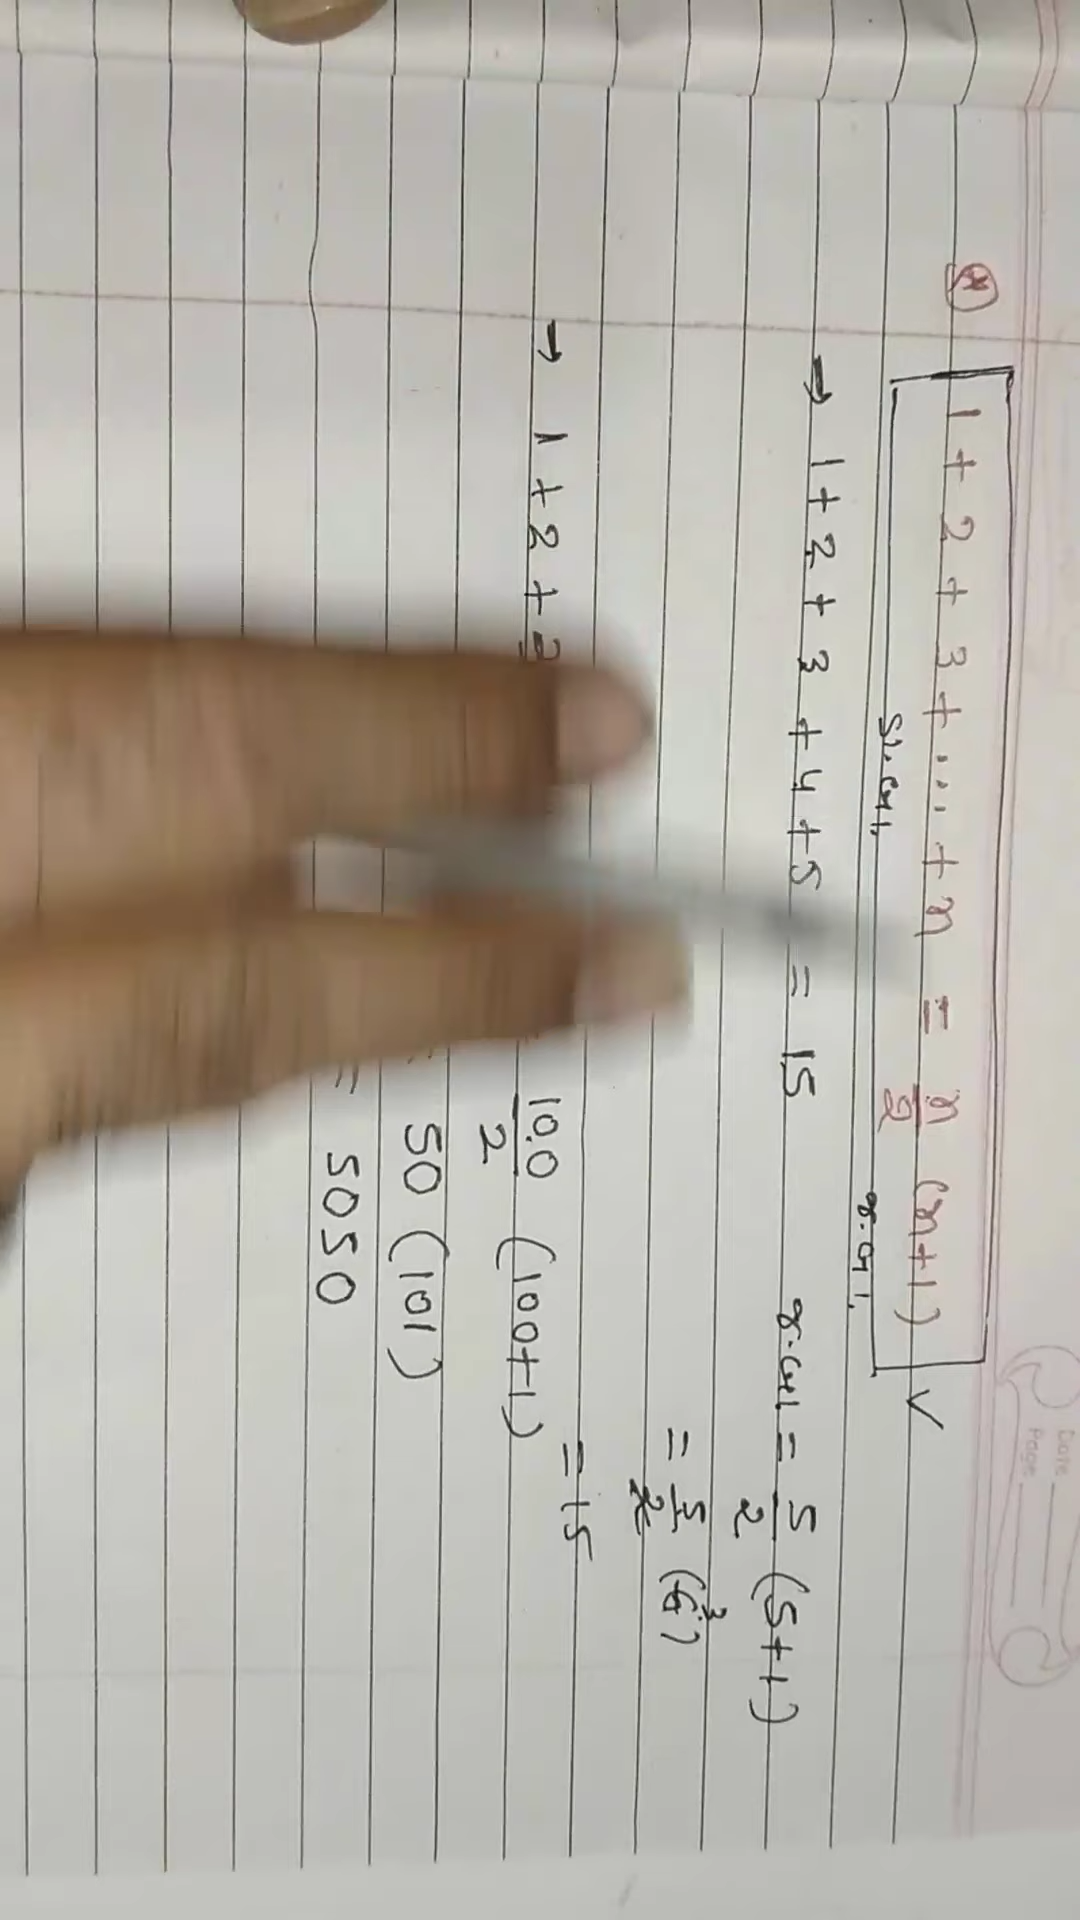 1 + 2 + 3 + ... + n = n/2 (n+1)
1 + 2 + 3 + 4 + 5 = 15
= 5/2 (5+1)
= 5/2 (6) 3
= 15
1 + 2 +
100/2 (100+1)
50 (101)
= 5050
Date
Page